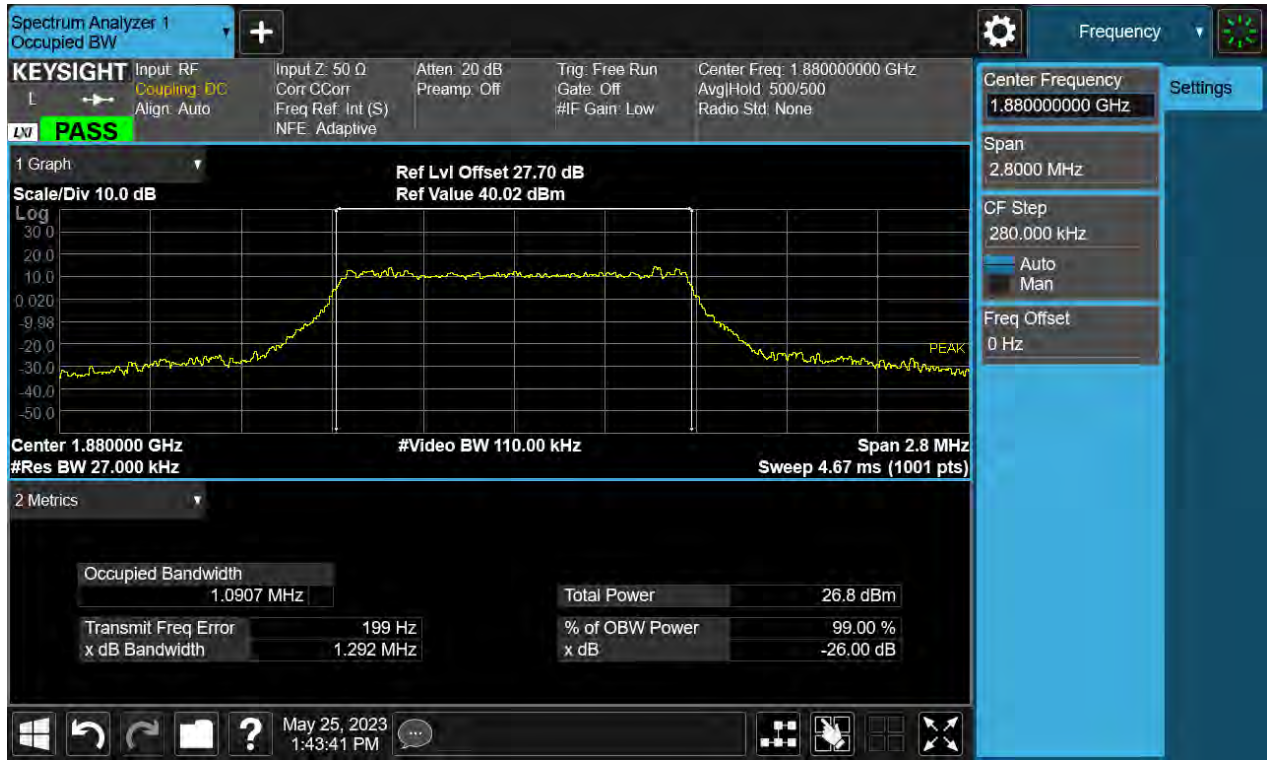 Spectrum Analyzer 1
Occupied BW
+
Frequency
KEYSIGHT
L
LXI
PASS
Input: RF
Coupling: DC
Align: Auto
Input Z: 50 Ω
Corr CCorr
Freq Ref: Int (S)
NFE: Adaptive
Atten: 20 dB
Preamp: Off
Trig: Free Run
Gate: Off
#IF Gain: Low
Center Freq: 1.880000000 GHz
Avg|Hold: 500/500
Radio Std: None
Center Frequency
1.880000000 GHz
Settings
Span
2.8000 MHz
CF Step
280.000 kHz
Auto
Man
Freq Offset
0 Hz
1 Graph
Scale/Div 10.0 dB
Ref Lvl Offset 27.70 dB
Ref Value 40.02 dBm
Log
30.0
20.0
10.0
0.020
-9.98
-20.0
-30.0
-40.0
-50.0
PEAK
Center 1.880000 GHz
#Video BW 110.00 kHz
Span 2.8 MHz
#Res BW 27.000 kHz
Sweep 4.67 ms (1001 pts)
2 Metrics
Occupied Bandwidth
1.0907 MHz
Total Power 26.8 dBm
Transmit Freq Error 199 Hz
% of OBW Power 99.00 %
x dB Bandwidth 1.292 MHz
x dB -26.00 dB
?
May 25, 2023
1:43:41 PM